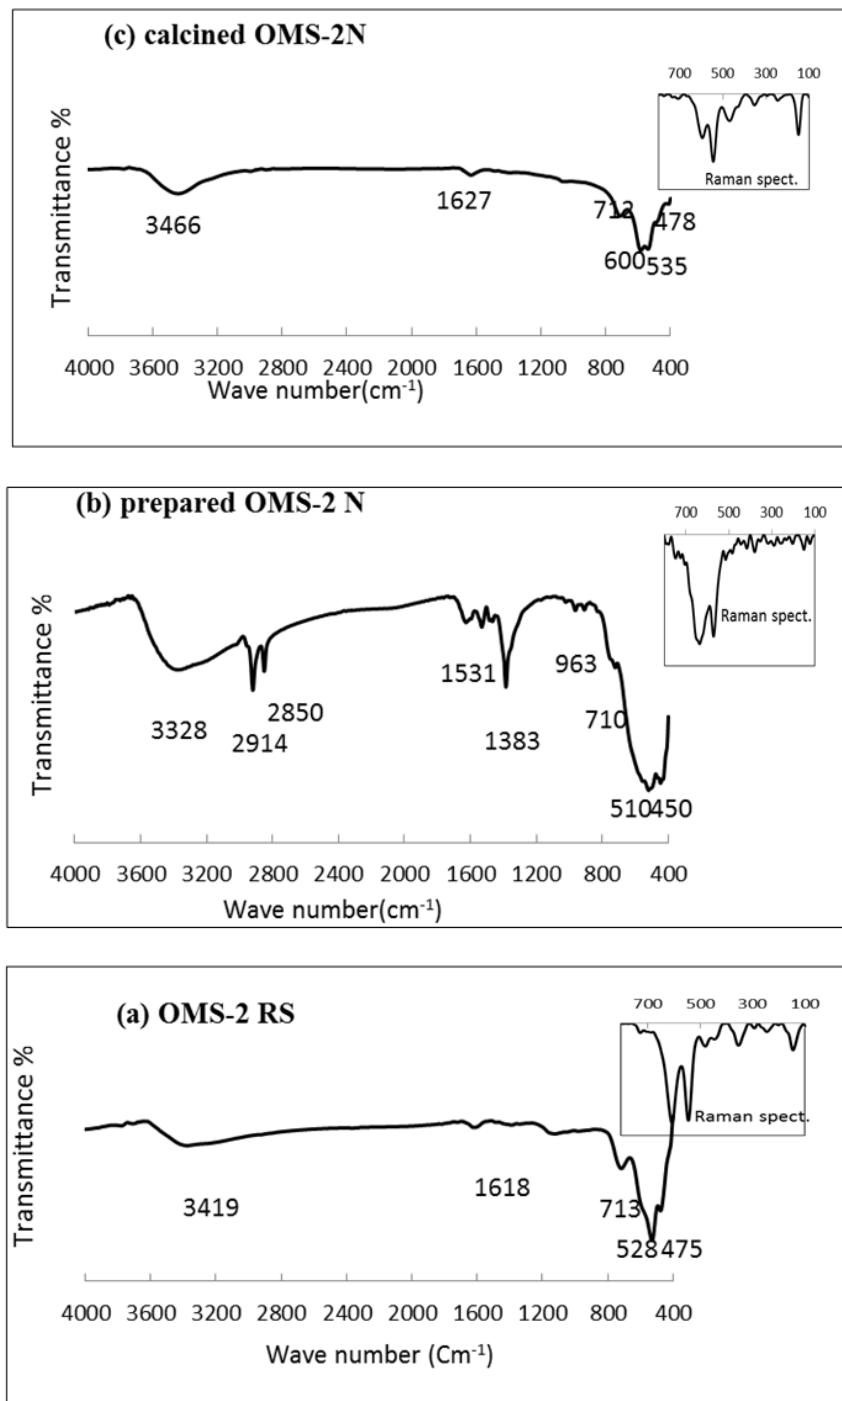 (c) calcined OMS-2N
700 500 300 100
Raman spect.
Transmittance %
3466
1627
712
478
600
535
4000 3600 3200 2800 2400 2000 1600 1200 800 400
Wave number(cm⁻¹)
(b) prepared OMS-2 N
700 500 300 100
Raman spect.
Transmittance %
3328
2914
2850
1531
1383
963
710
510
450
4000 3600 3200 2800 2400 2000 1600 1200 800 400
Wave number(cm⁻¹)
(a) OMS-2 RS
700 500 300 100
Raman spect.
Transmittance %
3419
1618
713
528
475
4000 3600 3200 2800 2400 2000 1600 1200 800 400
Wave number (Cm⁻¹)